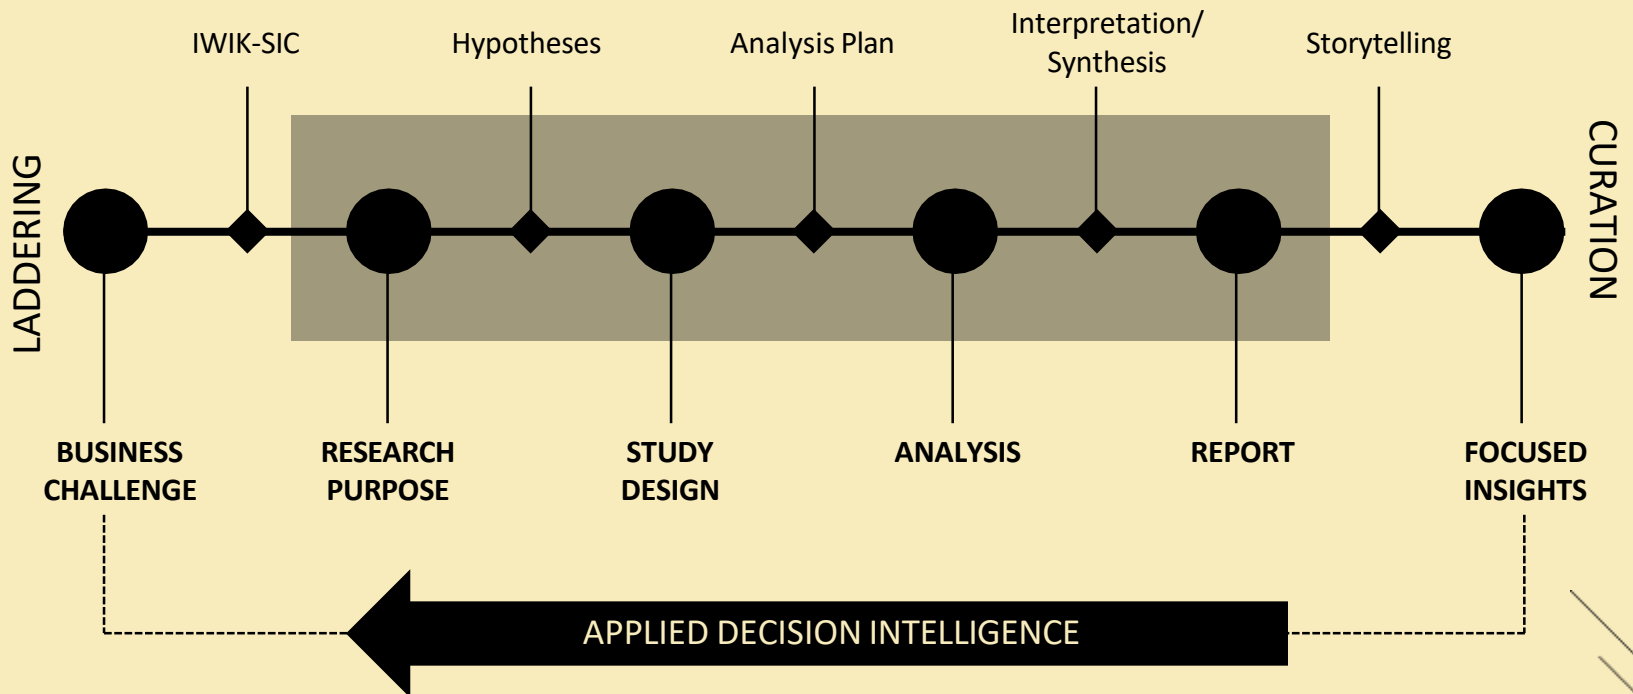 IWIK-SIC
Hypotheses
Analysis Plan
Interpretation/
Synthesis
Storytelling
LADDERING
CURATION
BUSINESS
CHALLENGE
RESEARCH
PURPOSE
STUDY
DESIGN
ANALYSIS
REPORT
FOCUSED
INSIGHTS
APPLIED DECISION INTELLIGENCE